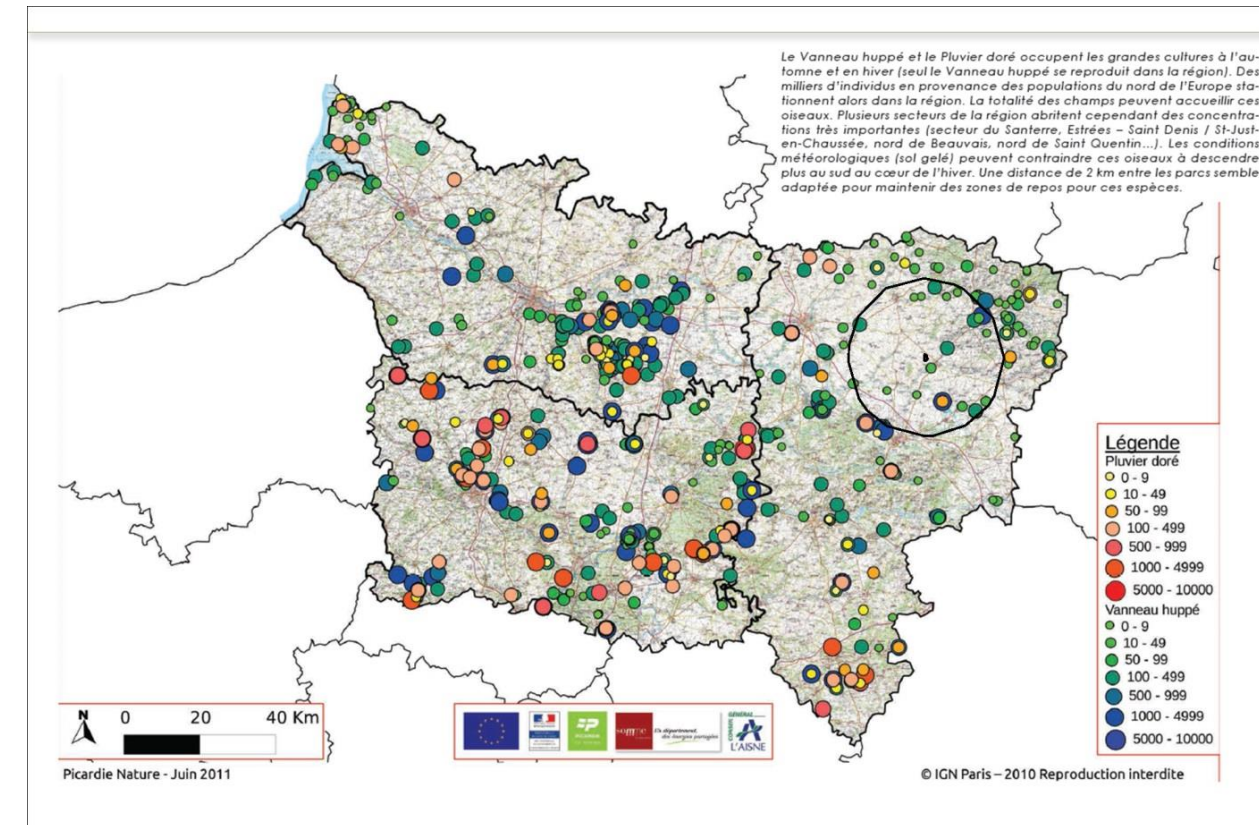 Le Vanneau huppé et le Pluvier doré occupent les grandes cultures à l'au-
tomne et en hiver (seul le Vanneau huppé se reproduit dans la région). Des
milliers d'individus en provenance des populations du nord de l'Europe sta-
tionnent alors dans la région. La totalité des champs peuvent accueillir ces
oiseaux. Plusieurs secteurs de la région abritent cependant des concentra-
tions très importantes (secteur du Santerre, Estrées – Saint Denis / St-Just-
en-Chaussée, nord de Beauvais, nord de Saint Quentin...). Les conditions
météorologiques (sol gelé) peuvent contraindre ces oiseaux à descendre
plus au sud au cœur de l'hiver. Une distance de 2 km entre les parcs semble
adaptée pour maintenir des zones de repos pour ces espèces.
Légende
Pluvier doré
0 - 9
10 - 49
50 - 99
100 - 499
500 - 999
1000 - 4999
5000 - 10000
Vanneau huppé
0 - 9
10 - 49
50 - 99
100 - 499
500 - 999
1000 - 4999
5000 - 10000
N
0 20 40 Km
PICARDIE
somme
Un département,
des énergies partagées
GÉNÉRAL
CONSEIL
L'AISNE
Picardie Nature - Juin 2011
© IGN Paris – 2010 Reproduction interdite